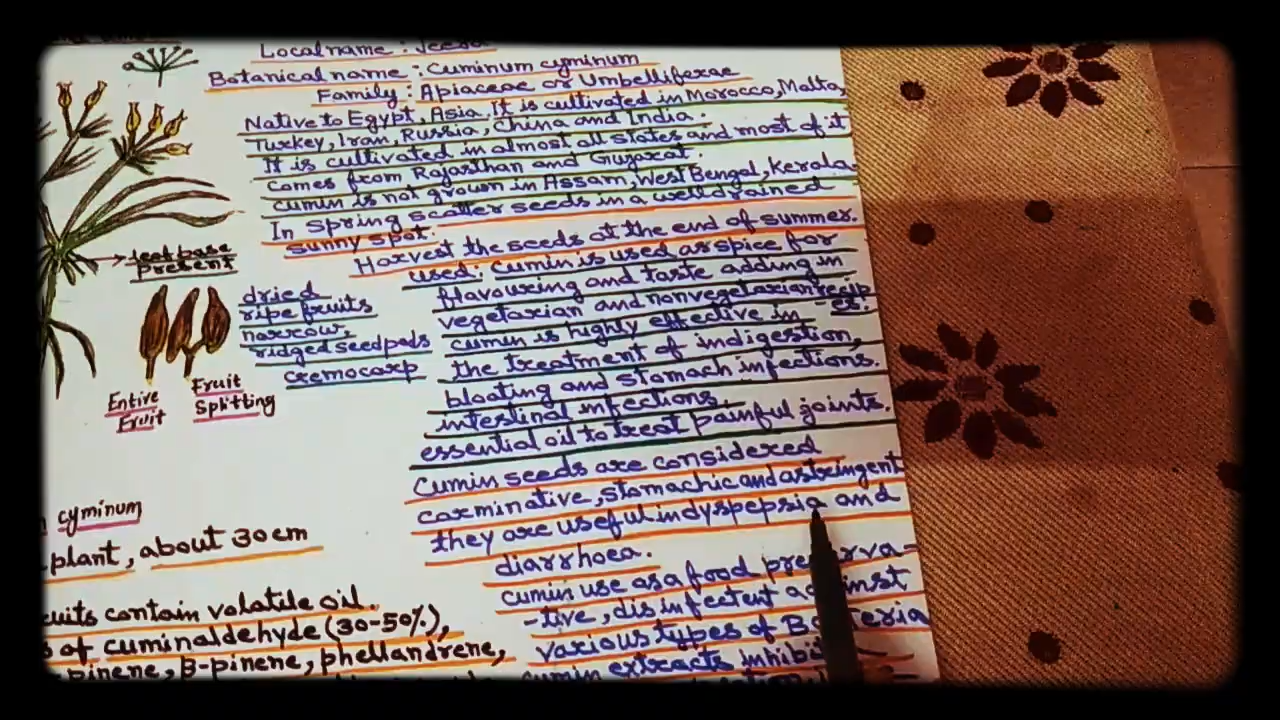 Local name : Jeera
Botanical name : Cuminum cyminum
Family : Apiaceae or Umbelliferae
Native to Egypt, Asia. It is cultivated in Morocco, Malta,
Turkey, Iran, Russia, China and India.
It is cultivated in almost all states and most of it
comes from Rajasthan and Gujarat.
cumin is not grown in Assam, West Bengal, Kerala.
In spring scatter seeds in a well drained
sunny spot.
Harvest the seeds at the end of summer.
used : Cumin is used as spice for
flavouring and taste adding in
vegetarian and nonvegetarian recip
-es.
cumin is highly effective in
the treatment of indigestion,
bloating and stomach infections.
intestinal infections.
essential oil to treat painful joints.
Cumin seeds are considered
carminative, stomachic and astringent
they are useful in dyspepsia and
diarrhoea.
cumin use as a food
-tive, disinfectent
various types of
cumin extracts
leaf base
present
dried
ripe fruits
narrow
ridged seed pods
cremocarp
Entire
Fruit
Fruit
Splitting
cyminum
plant, about 30 cm
contain volatile oil.
of cuminaldehyde (30-50%),
pinene, β-pinene, phellandrene,